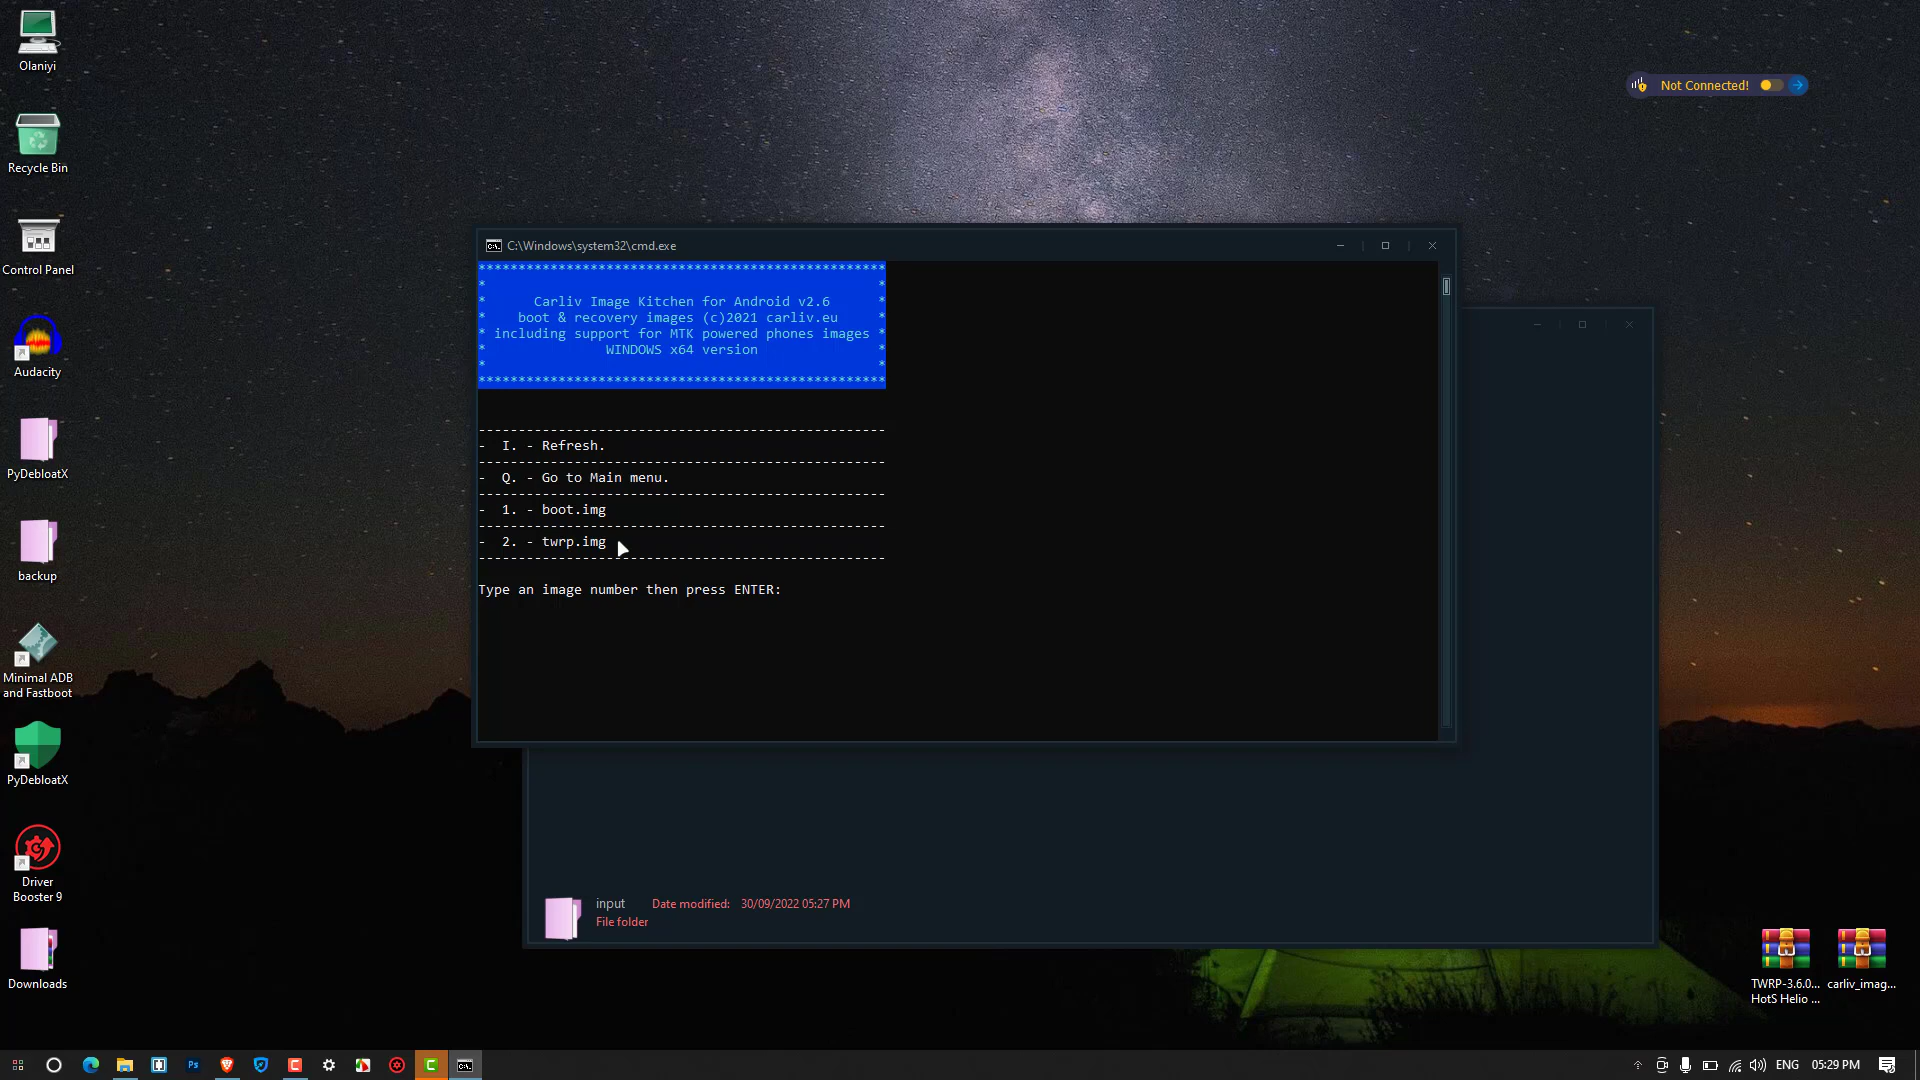 Olaniyi
Recycle Bin
Control Panel
Audacity
PyDebloatX
backup
Minimal ADB
and Fastboot
PyDebloatX
Driver
Booster 9
Downloads
Not Connected!
C:\Windows\system32\cmd.exe
***************************************************
* *
* Carliv Image Kitchen for Android v2.6 *
* boot & recovery images (c)2021 carliv.eu *
* including support for MTK powered phones images *
* WINDOWS x64 version *
* *
***************************************************
---------------------------------------------------
- I. - Refresh.
---------------------------------------------------
- Q. - Go to Main menu.
---------------------------------------------------
- 1. - boot.img
---------------------------------------------------
- 2. - twrp.img
---------------------------------------------------
Type an image number then press ENTER:
input Date modified: 30/09/2022 05:27 PM
File folder
TWRP-3.6.0...
HotS Helio ...
carliv_imag...
Ps
C
C
ENG 05:29 PM